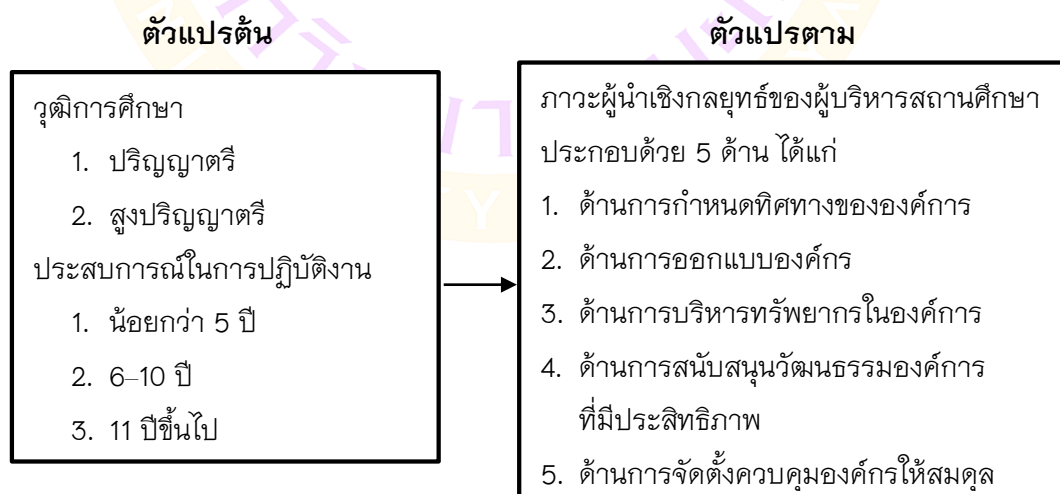 ตัวแปรต้น
วุฒิการศึกษา
1. ปริญญาตรี
2. สูงปริญญาตรี
ประสบการณ์ในการปฏิบัติงาน
1. น้อยกว่า 5 ปี
2. 6–10 ปี
3. 11 ปีขึ้นไป
ตัวแปรตาม
ภาวะผู้นำเชิงกลยุทธ์ของผู้บริหารสถานศึกษา
ประกอบด้วย 5 ด้าน ได้แก่
1. ด้านการกำหนดทิศทางขององค์การ
2. ด้านการออกแบบองค์กร
3. ด้านการบริหารทรัพยากรในองค์การ
4. ด้านการสนับสนุนวัฒนธรรมองค์การ
ที่มีประสิทธิภาพ
5. ด้านการจัดตั้งควบคุมองค์กรให้สมดุล